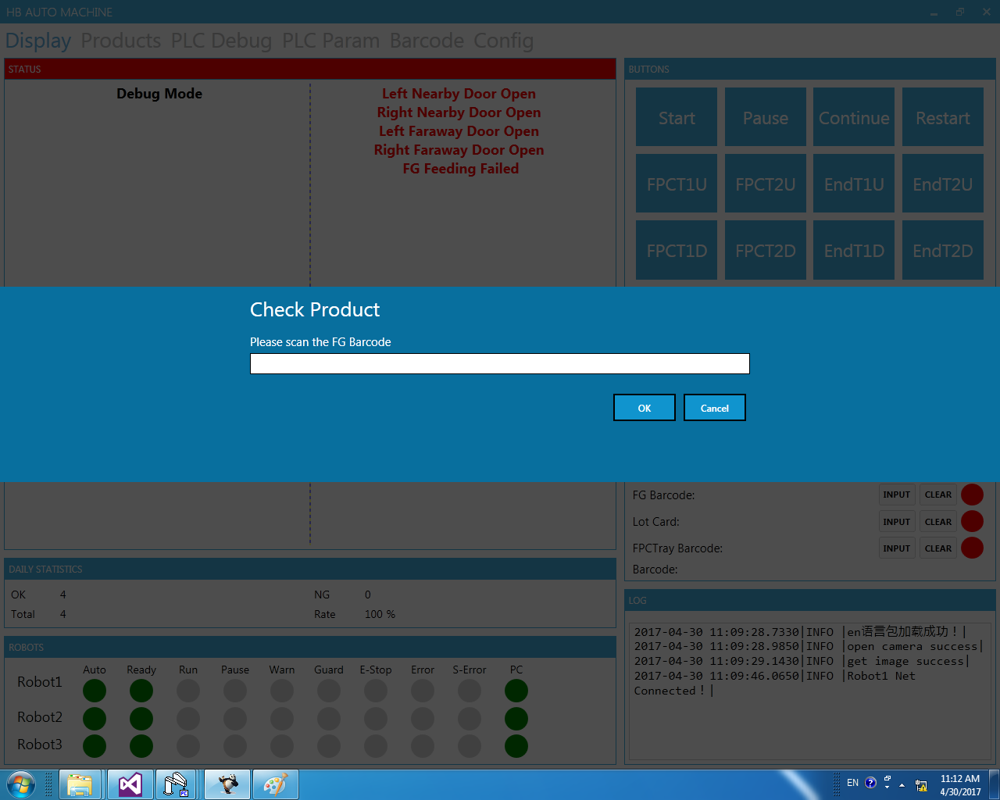 HB AUTO MACHINE
Display Products PLC Debug PLC Param Barcode Config
STATUS
Debug Mode
Left Nearby Door Open
Right Nearby Door Open
Left Faraway Door Open
Right Faraway Door Open
FG Feeding Failed
BUTTONS
Start Pause Continue Restart
FPCT1U FPCT2U EndT1U EndT2U
FPCT1D FPCT2D EndT1D EndT2D
Check Product
Please scan the FG Barcode
OK Cancel
FG Barcode: INPUT CLEAR
Lot Card: INPUT CLEAR
FPCTray Barcode: INPUT CLEAR
Barcode:
DAILY STATISTICS
OK 4 NG 0
Total 4 Rate 100 %
ROBOTS
Auto Ready Run Pause Warn Guard E-Stop Error S-Error PC
Robot1
Robot2
Robot3
LOG
2017-04-30 11:09:28.7330|INFO |en语言包加载成功！|
2017-04-30 11:09:28.9850|INFO |open camera success|
2017-04-30 11:09:29.1430|INFO |get image success|
2017-04-30 11:09:46.0650|INFO |Robot1 Net
Connected！|
EN
11:12 AM
4/30/2017